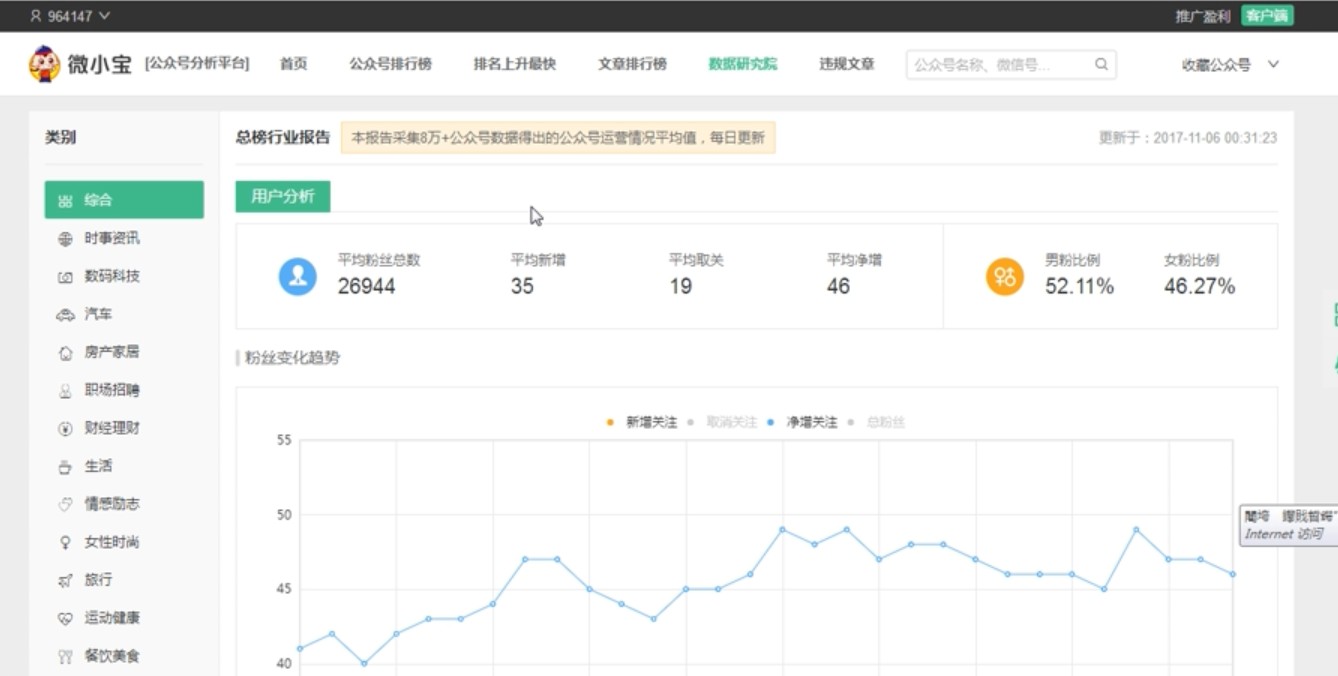 964147
推广盈利 客户端
微小宝 [公众号分析平台] 首页 公众号排行榜 排名上升最快 文章排行榜 数据研究院 违规文章 公众号名称、微信号... 收藏公众号
类别
总榜行业报告 本报告采集8万+公众号数据得出的公众号运营情况平均值，每日更新 更新于：2017-11-06 00:31:23
综合
时事资讯
数码科技
汽车
房产家居
职场招聘
财经理财
生活
情感励志
女性时尚
旅行
运动健康
餐饮美食
用户分析
平均粉丝总数 平均新增 平均取关 平均净增 男粉比例 女粉比例
26944 35 19 46 52.11% 46.27%
粉丝变化趋势
新增关注 取消关注 净增关注 总粉丝
55
50
45
40
Internet 访问